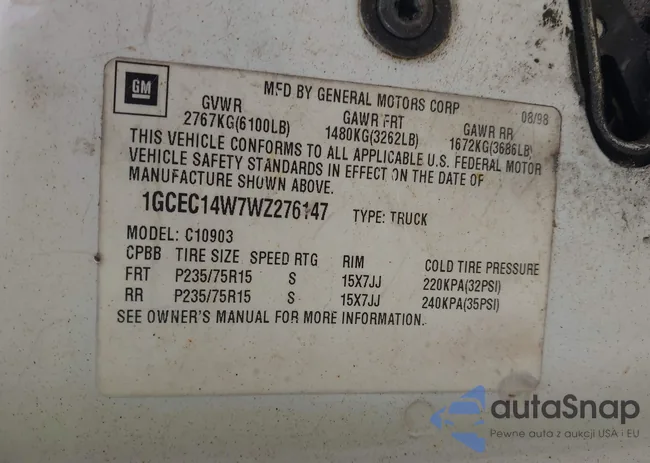 GM
MFD BY GENERAL MOTORS CORP
08/98
GVWR GAWR FRT GAWR RR
2767KG(6100LB) 1480KG(3262LB) 1672KG(3686LB)
THIS VEHICLE CONFORMS TO ALL APPLICABLE U.S. FEDERAL MOTOR
VEHICLE SAFETY STANDARDS IN EFFECT ON THE DATE OF
MANUFACTURE SHOWN ABOVE.
1GCEC14W7WZ276147 TYPE: TRUCK
MODEL: C10903
CPBB TIRE SIZE SPEED RTG RIM COLD TIRE PRESSURE
FRT P235/75R15 S 15X7JJ 220KPA(32PSI)
RR P235/75R15 S 15X7JJ 240KPA(35PSI)
SEE OWNER'S MANUAL FOR MORE INFORMATION.
autaSnap
Pewne auta z aukcji USA i EU